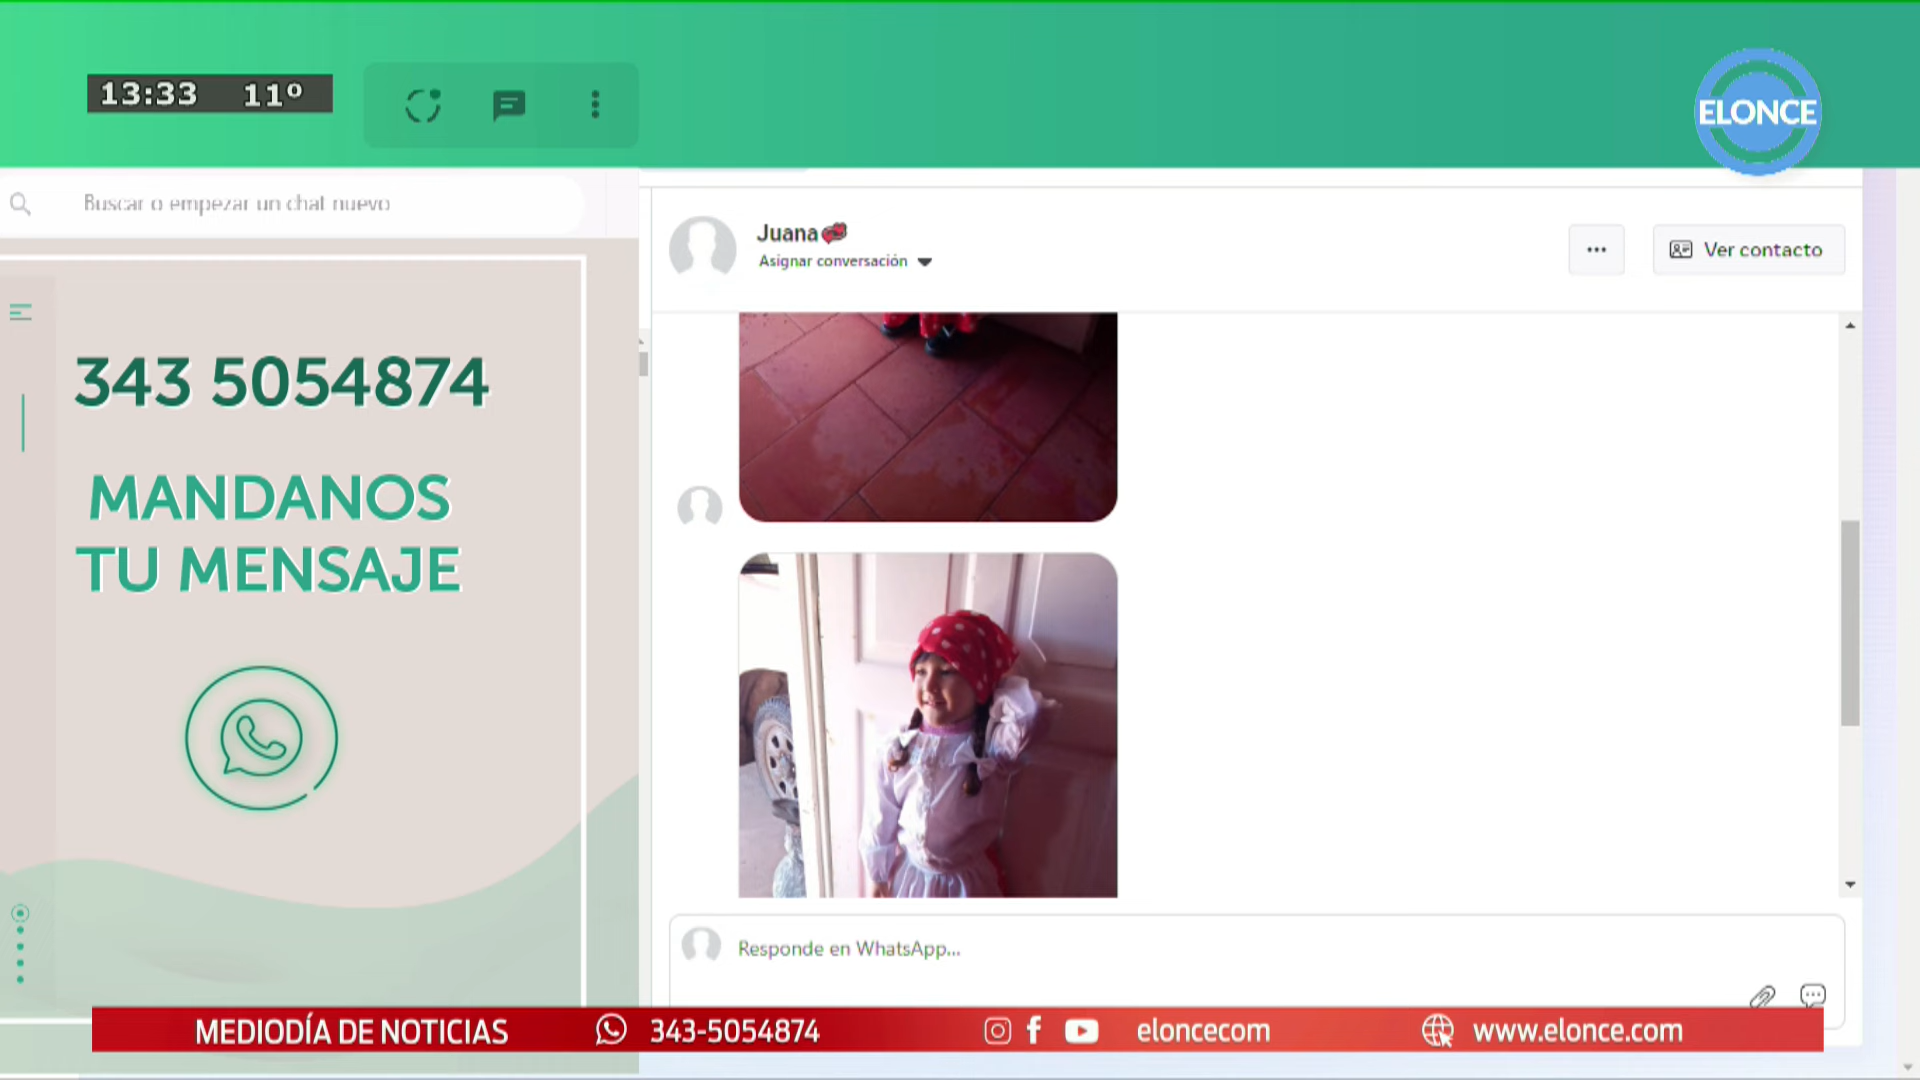 13:33 11º
ELONCE
Buscar o empezar un chat nuevo
Juana
Asignar conversación
Ver contacto
343 5054874
MANDANOS
TU MENSAJE
Responde en WhatsApp...
MEDIODÍA DE NOTICIAS 343-5054874 eloncecom www.elonce.com